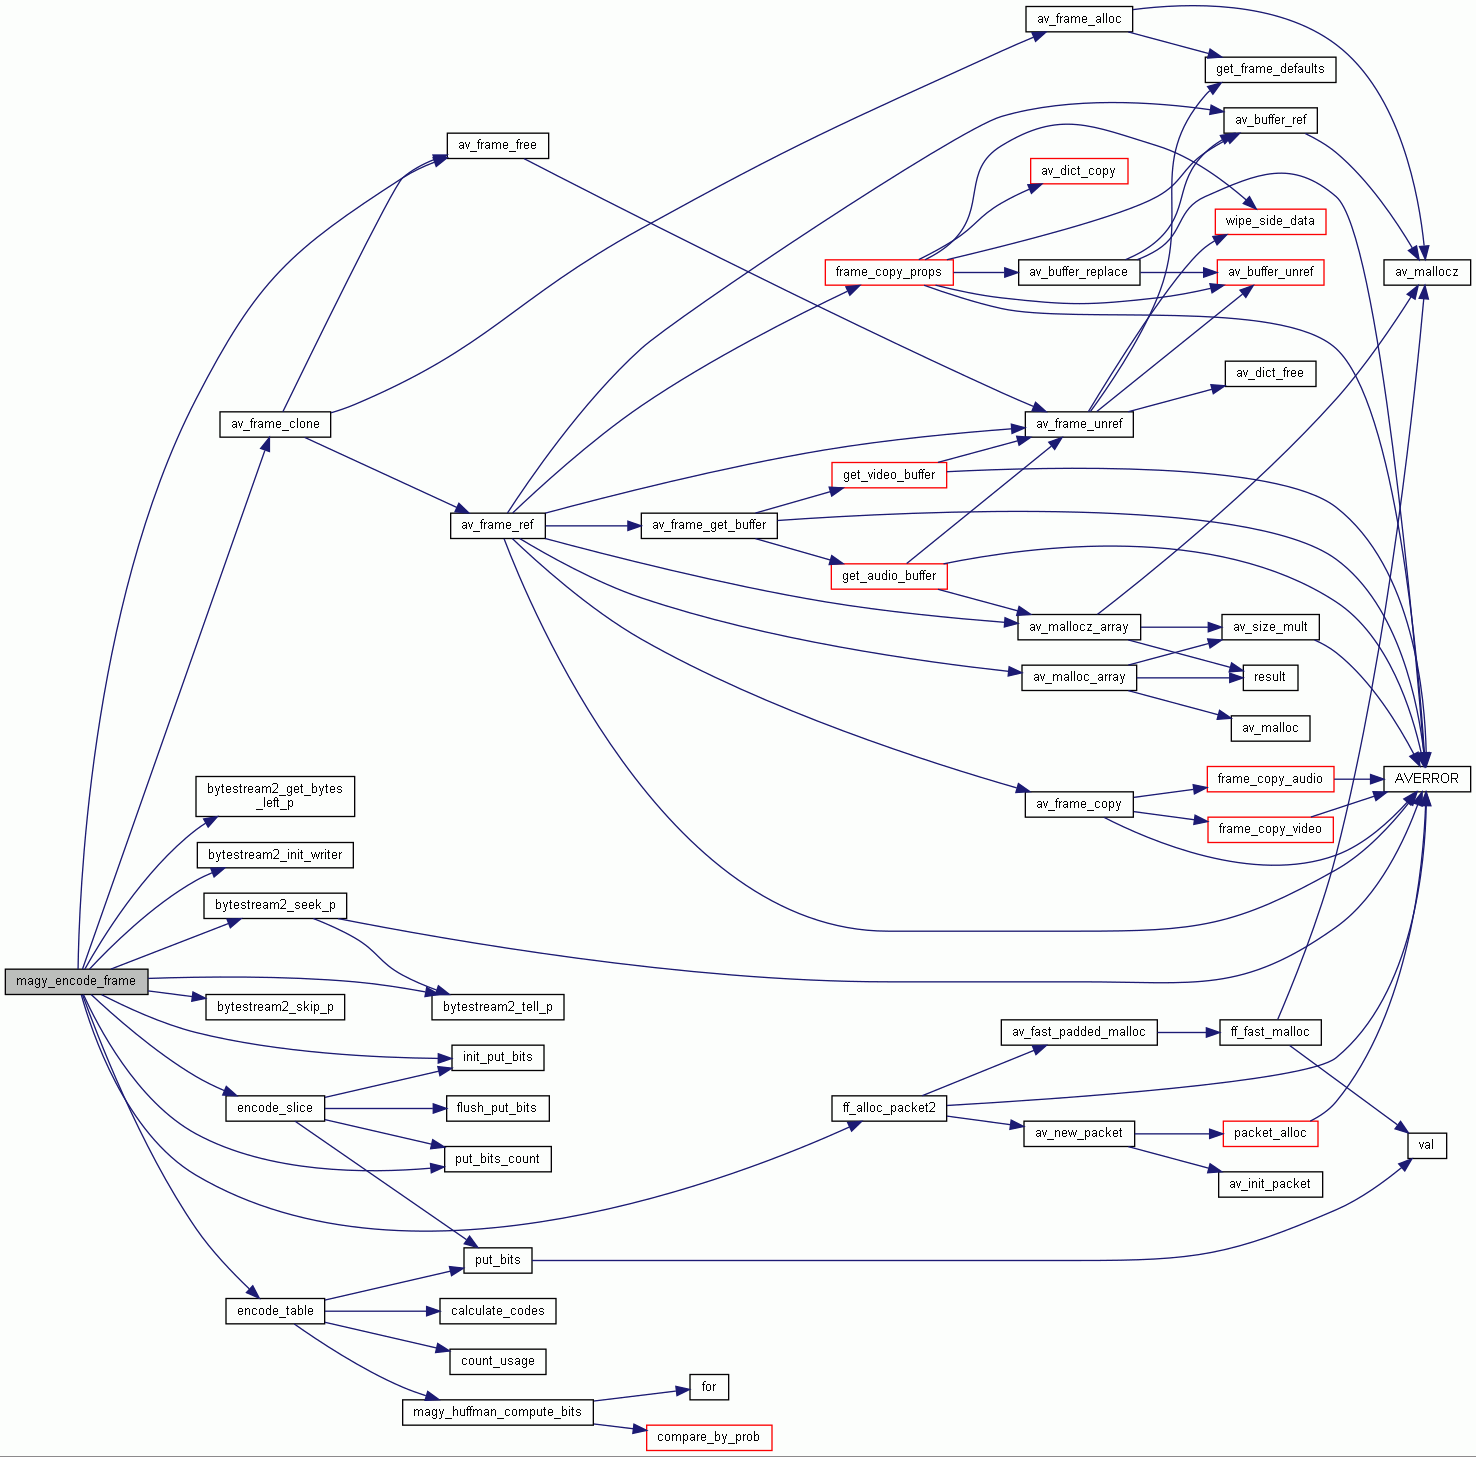 av_frame_alloc
get_frame_defaults
av_buffer_ref
av_frame_free
av_dict_copy
wipe_side_data
frame_copy_props
av_buffer_replace
av_buffer_unref
av_mallocz
av_dict_free
av_frame_clone
av_frame_unref
get_video_buffer
av_frame_ref
av_frame_get_buffer
get_audio_buffer
av_mallocz_array
av_size_mult
av_malloc_array
result
av_malloc
bytestream2_get_bytes
_left_p
frame_copy_audio
AVERROR
av_frame_copy
frame_copy_video
bytestream2_init_writer
bytestream2_seek_p
magy_encode_frame
bytestream2_skip_p
bytestream2_tell_p
av_fast_padded_malloc
ff_fast_malloc
init_put_bits
encode_slice
flush_put_bits
ff_alloc_packet2
av_new_packet
packet_alloc
val
put_bits_count
av_init_packet
put_bits
encode_table
calculate_codes
count_usage
for
magy_huffman_compute_bits
compare_by_prob